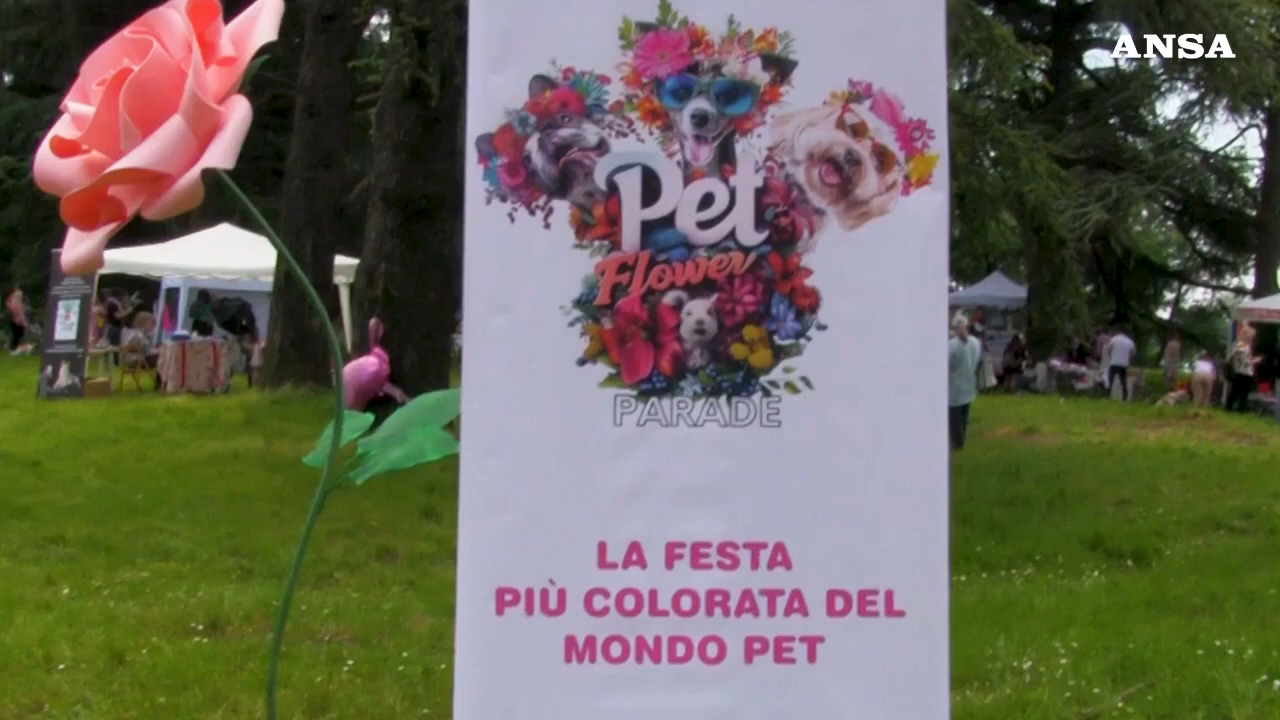 ANSA
Pet
Flower
PARADE
LA FESTA
PIÙ COLORATA DEL
MONDO PET